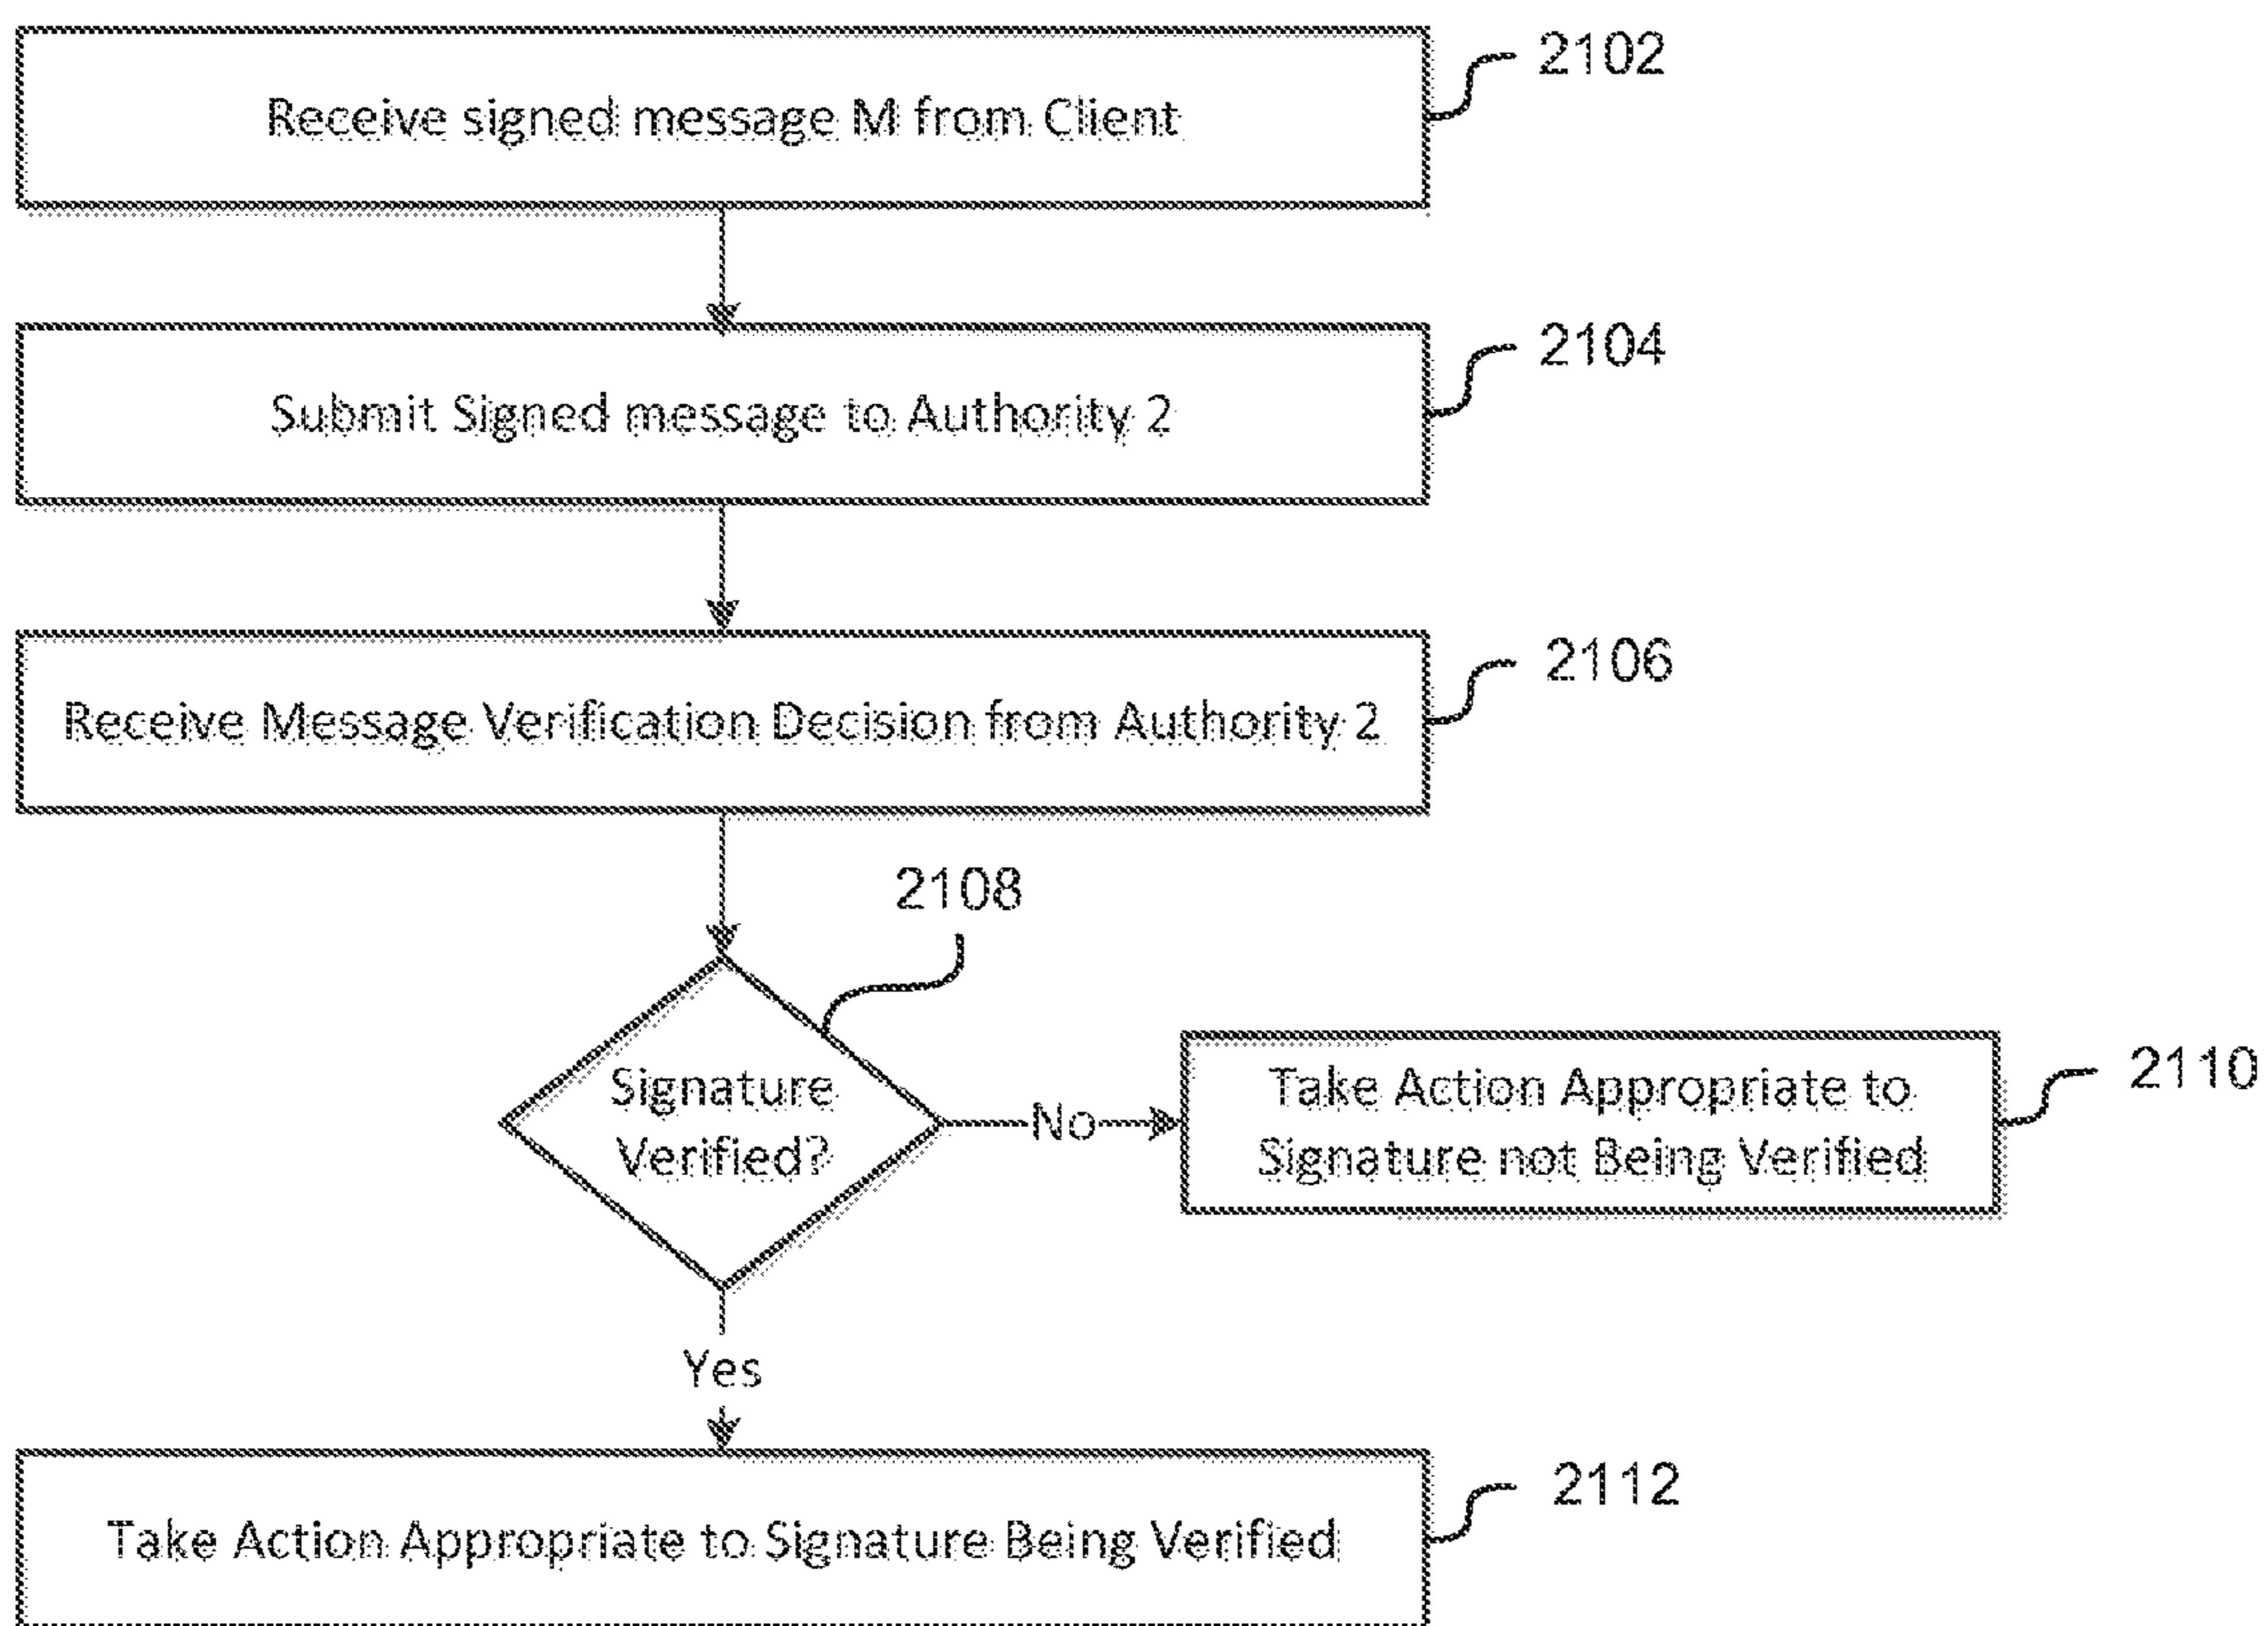 2102
Receive signed message M from Client
2104
Submit Signed message to Authority 2
2106
Receive Message Verification Decision from Authority 2
2108
Signature
Verified?
No
Take Action Appropriate to
Signature not Being Verified
2110
Yes
2112
Take Action Appropriate to Signature Being Verified